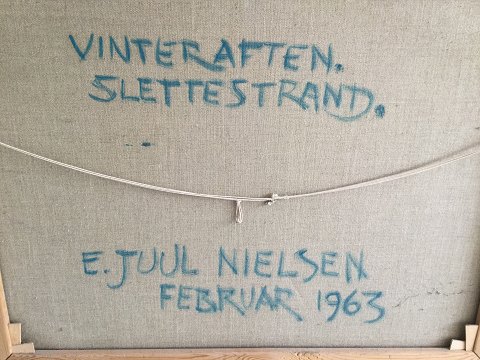 VINTERAFTEN.
SLETTESTRAND.
E. JUUL NIELSEN
FEBRUAR 1963